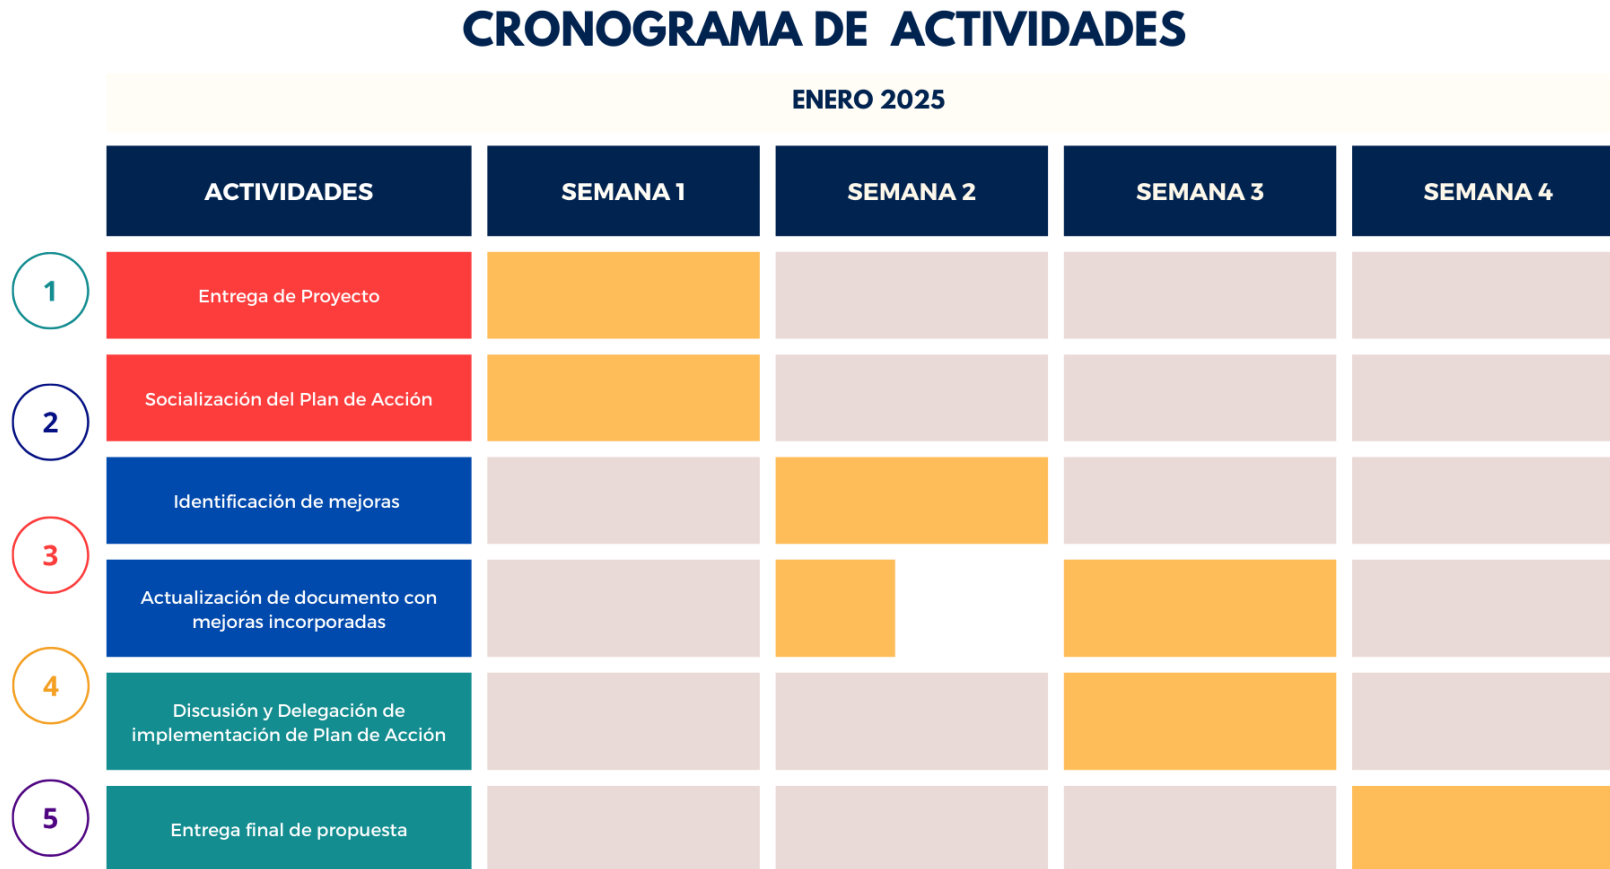 CRONOGRAMA DE ACTIVIDADES
ENERO 2025
ACTIVIDADES
SEMANA 1
SEMANA 2
SEMANA 3
SEMANA 4
1
Entrega de Proyecto
Socialización del Plan de Acción
2
Identificación de mejoras
3
Actualización de documento con
mejoras incorporadas
4
Discusión y Delegación de
implementación de Plan de Acción
5
Entrega final de propuesta